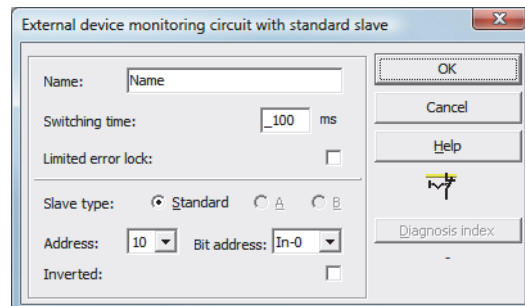 External device monitoring circuit with standard slave
Name: Name
Switching time: _100 ms
Limited error lock:
Slave type: Standard A B
Address: 10 Bit address: In-0
Inverted:
OK
Cancel
Help
Diagnosis index
-